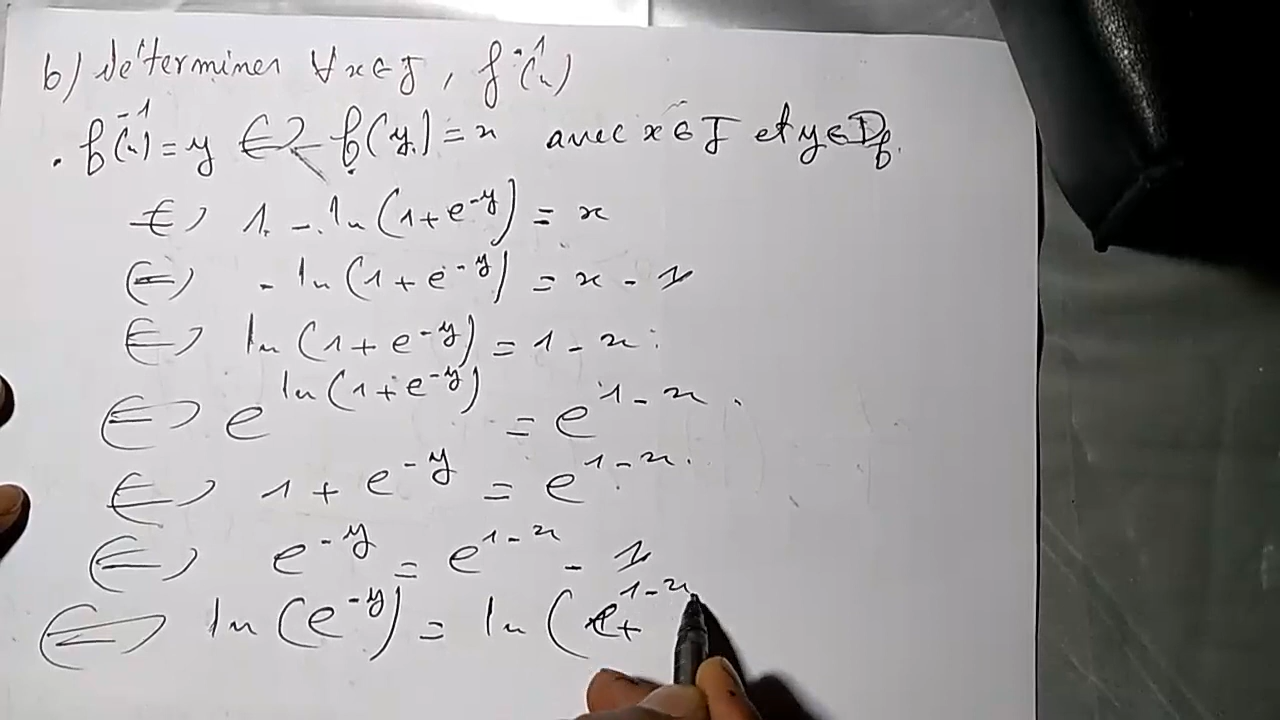 b) Déterminer ∀x∈J, f⁻¹(x)
. f⁻¹(x) = y ⇔ f(y) = x avec x∈J et y∈D_f.
⇔ 1 - ln(1+e^{-y}) = x
⇔ - ln(1+e^{-y}) = x - 1
⇔ ln(1+e^{-y}) = 1 - x
⇔ e^{ln(1+e^{-y})} = e^{1-x}.
⇔ 1 + e^{-y} = e^{1-x}.
⇔ e^{-y} = e^{1-x} - 1
⇔ ln(e^{-y}) = ln(e^{1-x}